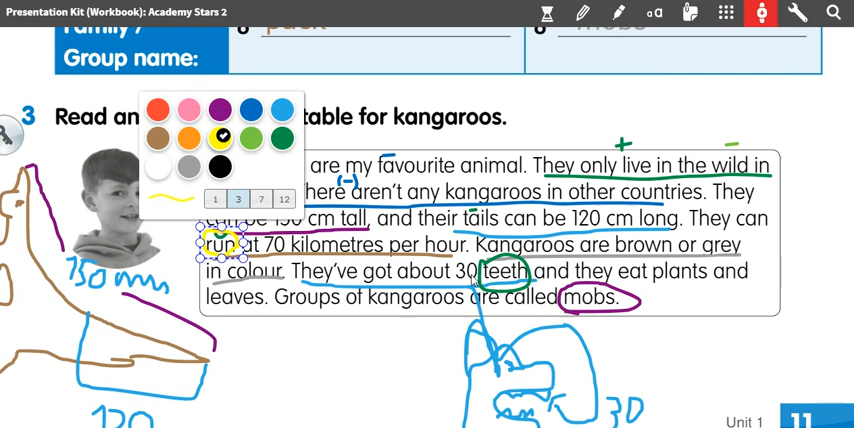 Presentation Kit (Workbook): Academy Stars 2
aa
Group name:
3 Read an table for kangaroos.
1 3 7 12
+ –
are my favourite animal. They only live in the wild in
(-)
here aren't any kangaroos in other countries. They
can be 150 cm tall, and their tails can be 120 cm long. They can
run at 70 kilometres per hour. Kangaroos are brown or grey
in colour. They've got about 30 teeth and they eat plants and
leaves. Groups of kangaroos are called mobs.
150
120
30
Unit 1 11